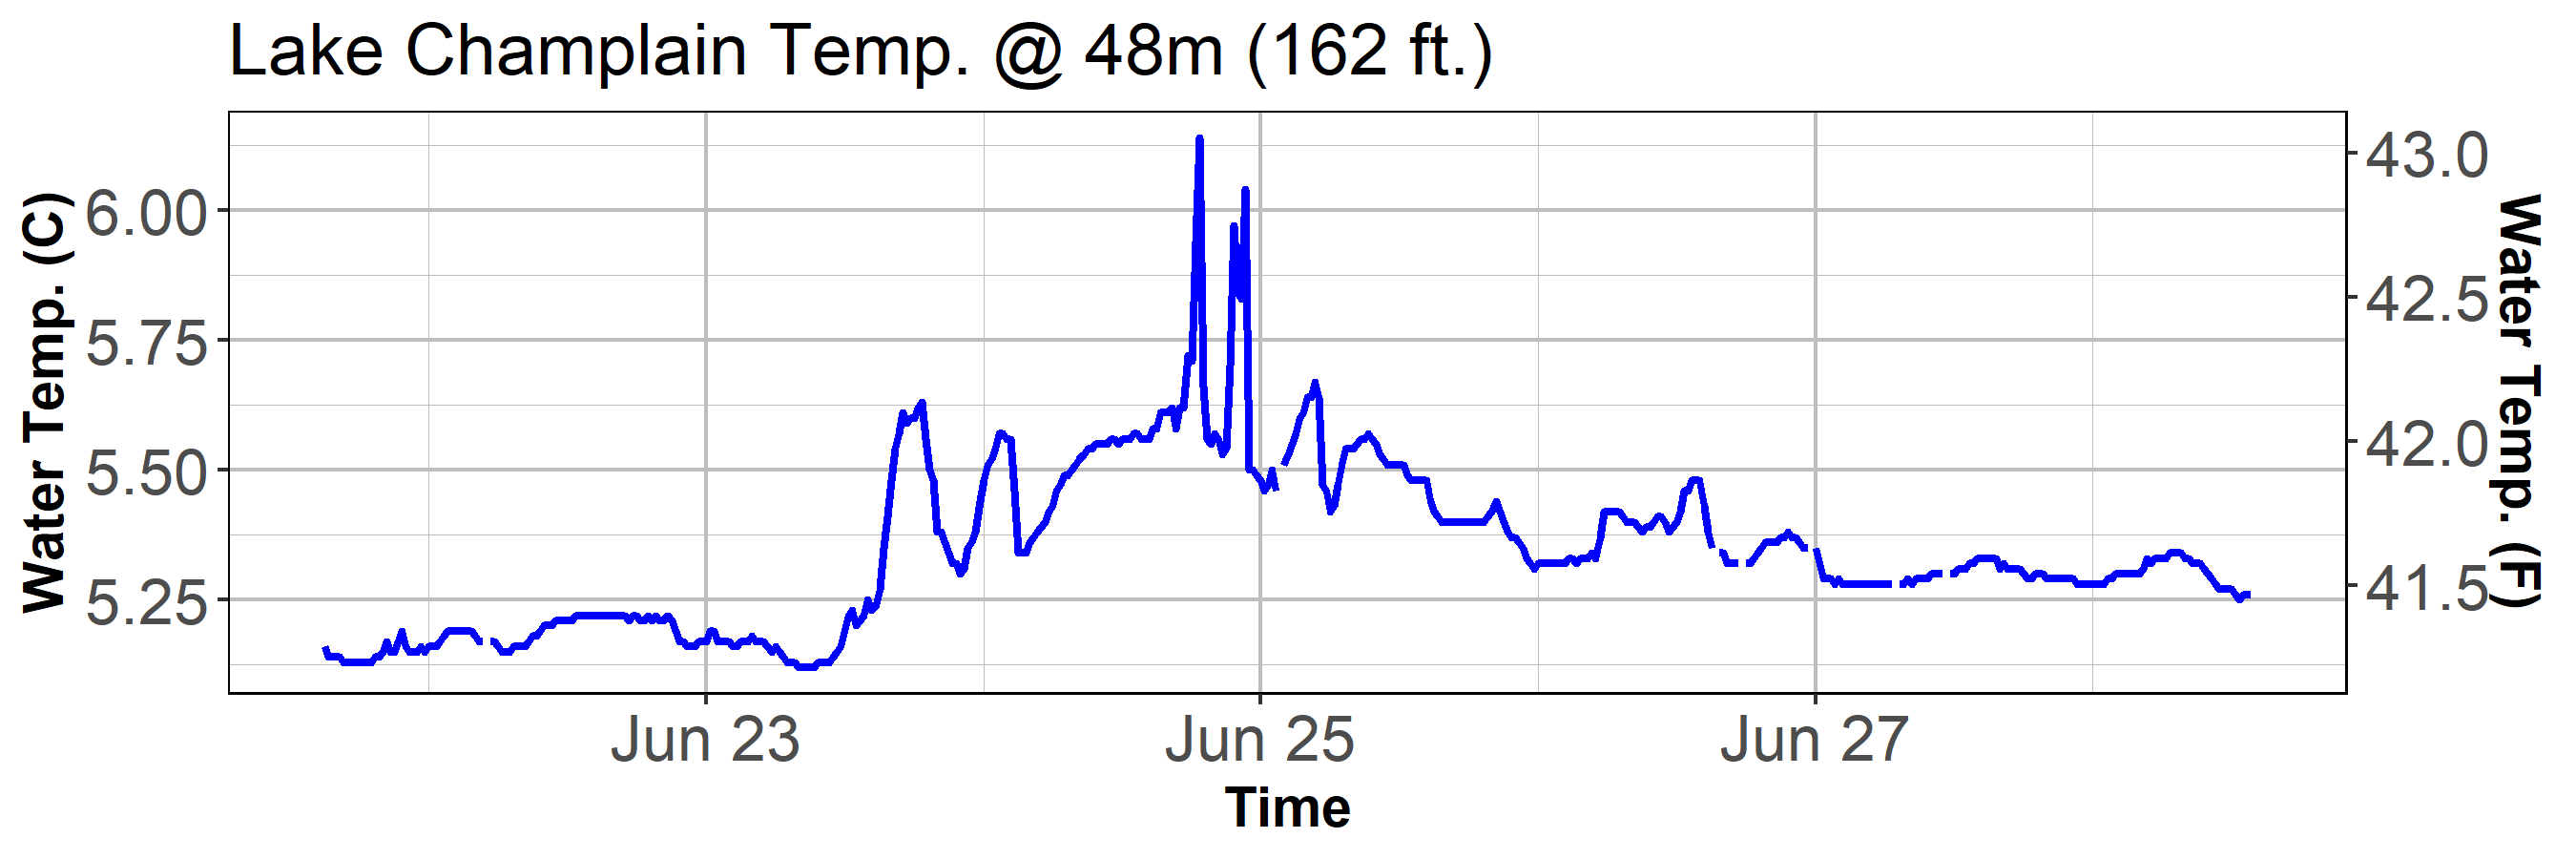 Lake Champlain Temp. @ 48m (162 ft.)
Water Temp. (C)
6.00
5.75
5.50
5.25
43.0
42.5
42.0
41.5
Water Temp. (F)
Jun 23 Jun 25 Jun 27
Time